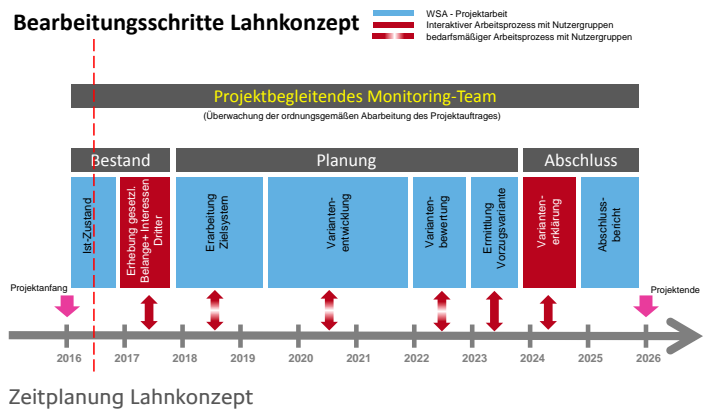 Bearbeitungsschritte Lahnkonzept
WSA - Projektarbeit
Interaktiver Arbeitsprozess mit Nutzergruppen
bedarfsmäßiger Arbeitsprozess mit Nutzergruppen
Projektbegleitendes Monitoring-Team
(Überwachung der ordnungsgemäßen Abarbeitung des Projektauftrages)
Bestand
Planung
Abschluss
Ist-Zustand
Erhebung gesetzl.
Belange+ Interessen
Dritter
Erarbeitung
Zielsystem
Varianten-
entwicklung
Varianten-
bewertung
Ermittlung
Vorzugsvariante
Varianten-
erklärung
Abschluss-
bericht
Projektanfang
Projektende
2016
2017
2018
2019
2020
2021
2022
2023
2024
2025
2026
Zeitplanung Lahnkonzept